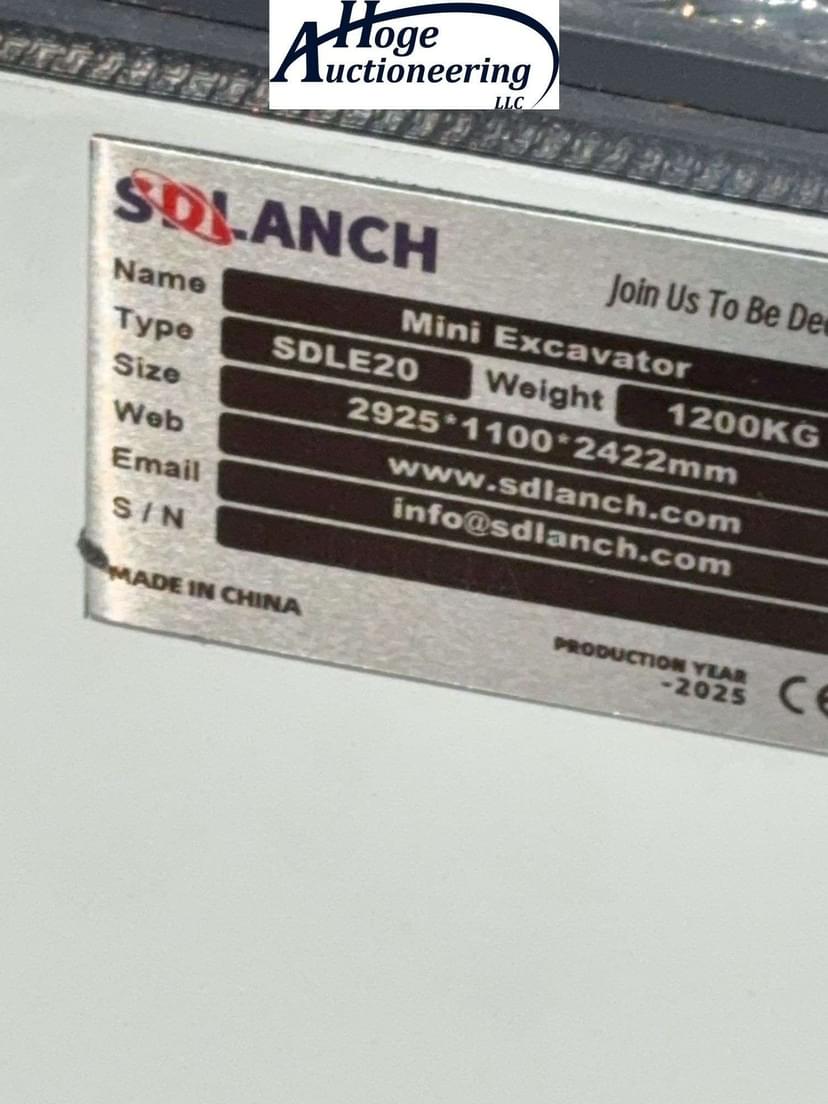 Hoge
Auctioneering
LLC
SDLANCH
Join Us To Be
Name Mini Excavator
Type SDLE20 Weight 1200KG
Size 2925*1100*2422mm
Web www.sdlanch.com
Email info@sdlanch.com
S / N
MADE IN CHINA
PRODUCTION YEAR
-2025
CE